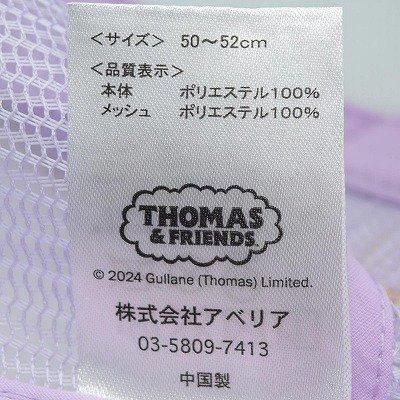 ＜サイズ＞ 50～52cm
＜品質表示＞
本体 ポリエステル100%
メッシュ ポリエステル100%
THOMAS
& FRIENDS™
© 2024 Gullane (Thomas) Limited.
株式会社アベリア
03-5809-7413
中国製